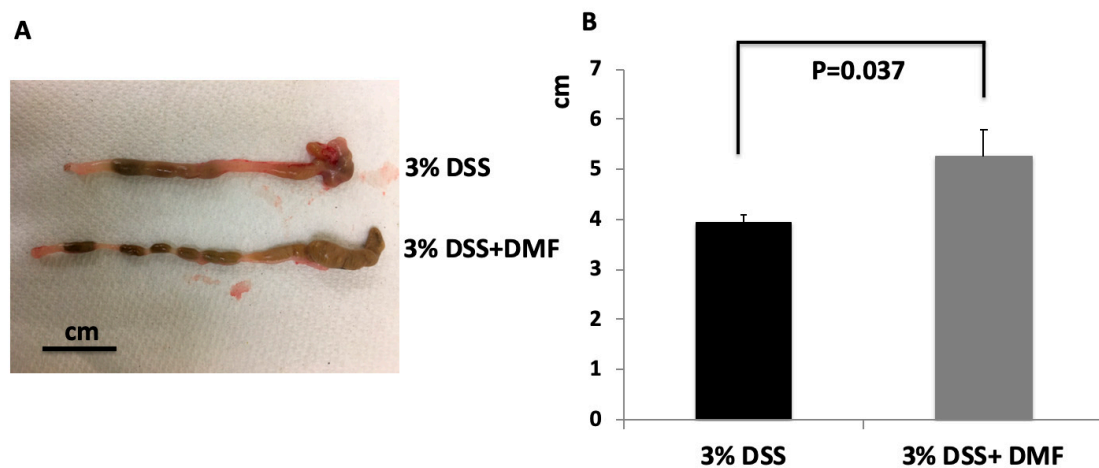 A
3% DSS
3% DSS+DMF
cm
B
P=0.037
cm
7
6
5
4
3
2
1
0
3% DSS
3% DSS+ DMF